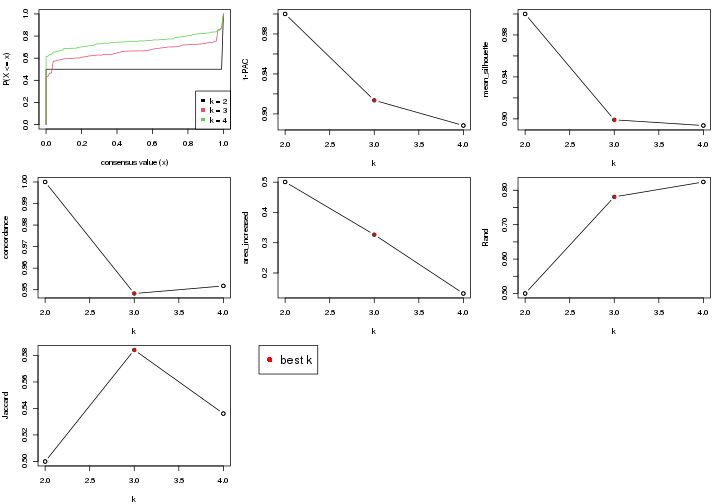 P(X <= x)
0.0 0.2 0.4 0.6 0.8 1.0
0.0 0.2 0.4 0.6 0.8 1.0
consensus value (x)
k = 2
k = 3
k = 4
1-PAC
0.90 0.94 0.98
2.0 2.5 3.0 3.5 4.0
k
mean_silhouette
0.90 0.94 0.98
2.0 2.5 3.0 3.5 4.0
k
concordance
0.95 0.96 0.97 0.98 0.99 1.00
2.0 2.5 3.0 3.5 4.0
k
area_increased
0.2 0.3 0.4 0.5
2.0 2.5 3.0 3.5 4.0
k
Rand
0.50 0.60 0.70 0.80
2.0 2.5 3.0 3.5 4.0
k
Jaccard
0.50 0.52 0.54 0.56 0.58
2.0 2.5 3.0 3.5 4.0
k
best k